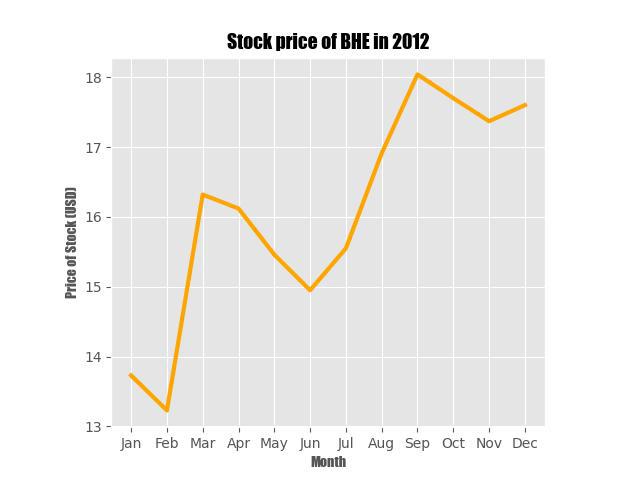 Stock price of BHE in 2012
Price of Stock (USD)
18
17
16
15
14
13
Jan Feb Mar Apr May Jun Jul Aug Sep Oct Nov Dec
Month